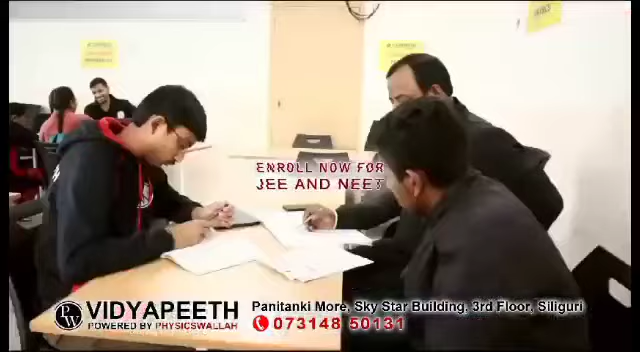 ENROLL NOW FOR
JEE AND NEET
PW VIDYAPEETH
POWERED BY PHYSICSWALLAH
Panitanki More, Sky Star Building, 3rd Floor, Siliguri
073148 50131